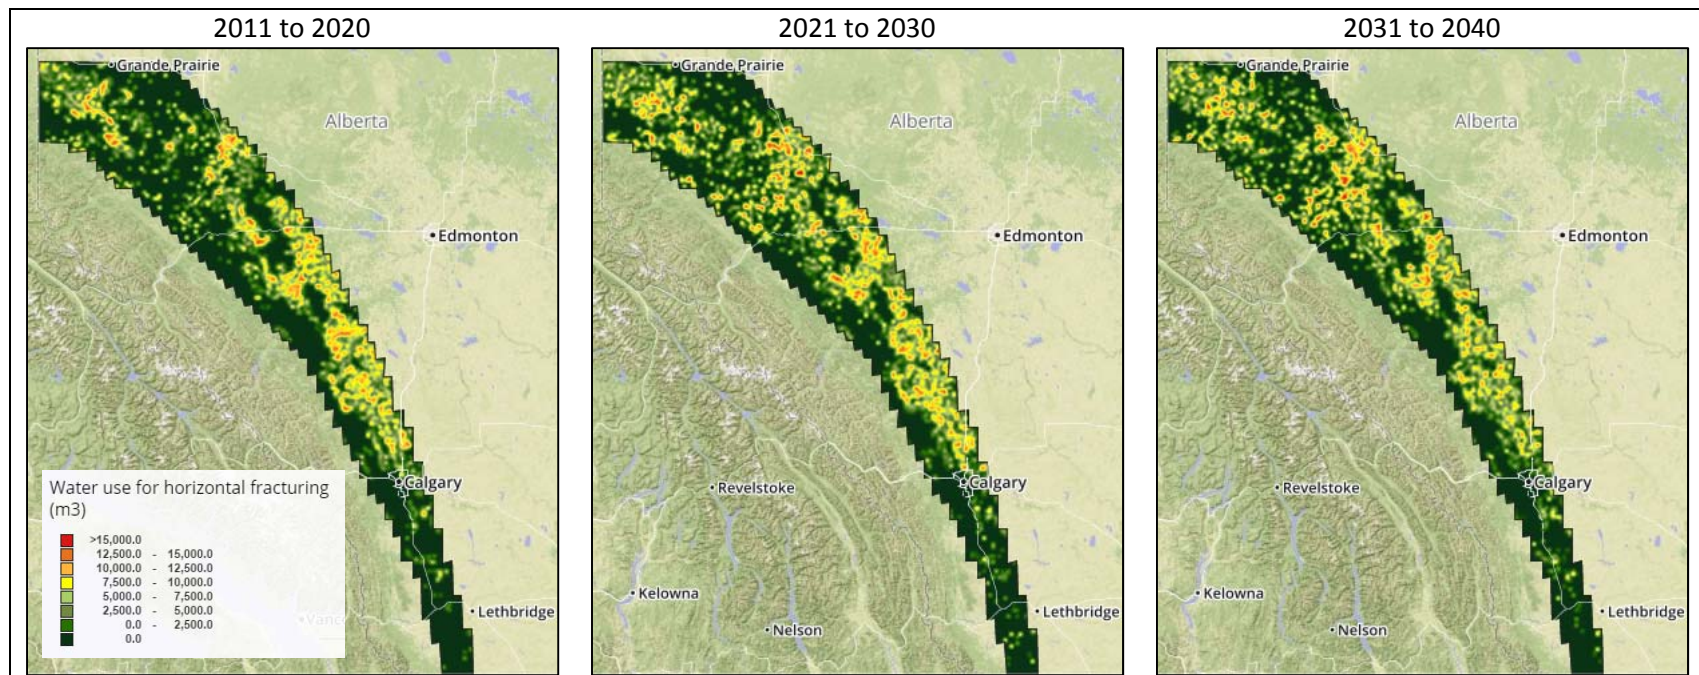 2011 to 2020
2021 to 2030
2031 to 2040
Grande Prairie
Alberta
Edmonton
Calgary
Lethbridge
Water use for horizontal fracturing
(m3)
>15,000.0
12,500.0 - 15,000.0
10,000.0 - 12,500.0
7,500.0 - 10,000.0
5,000.0 - 7,500.0
2,500.0 - 5,000.0
0.0 - 2,500.0
0.0
Grande Prairie
Alberta
Edmonton
Revelstoke
Calgary
Kelowna
Lethbridge
Nelson
Grande Prairie
Alberta
Edmonton
Revelstoke
Calgary
Kelowna
Lethbridge
Nelson